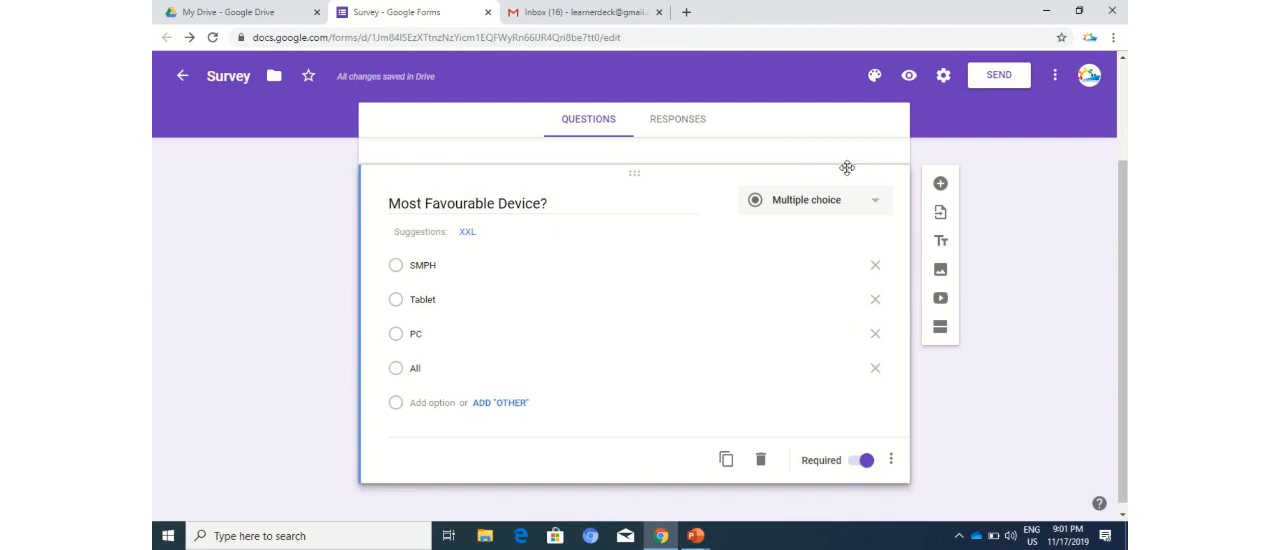 My Drive - Google Drive
Survey - Google Forms
Inbox (16) - learnerdeck@gmail.
docs.google.com/forms/d/1Jm84lSEzXTtnzNzYicm1EQFWyRn66lJR4Qri8be7tt0/edit
Survey
All changes saved in Drive
SEND
QUESTIONS
RESPONSES
Most Favourable Device?
Multiple choice
Suggestions: XXL
SMPH
Tablet
PC
All
Add option or ADD "OTHER"
Required
Type here to search
ENG
US
9:01 PM
11/17/2019